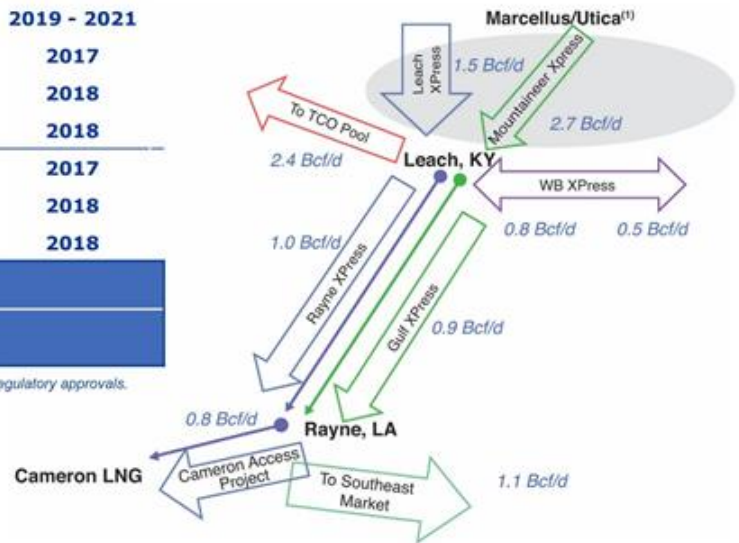 2019 - 2021
2017
2018
2018
2017
2018
2018
egulatory approvals.
Marcellus/Utica(1)
Leach
XPress
1.5 Bcf/d
Mountaineer Xpress
2.7 Bcf/d
To TCO Pool
2.4 Bcf/d
Leach, KY
WB XPress
0.8 Bcf/d
0.5 Bcf/d
1.0 Bcf/d
Rayne XPress
Gulf XPress
0.9 Bcf/d
0.8 Bcf/d
Rayne, LA
Cameron LNG
Cameron Access
Project
To Southeast
Market
1.1 Bcf/d